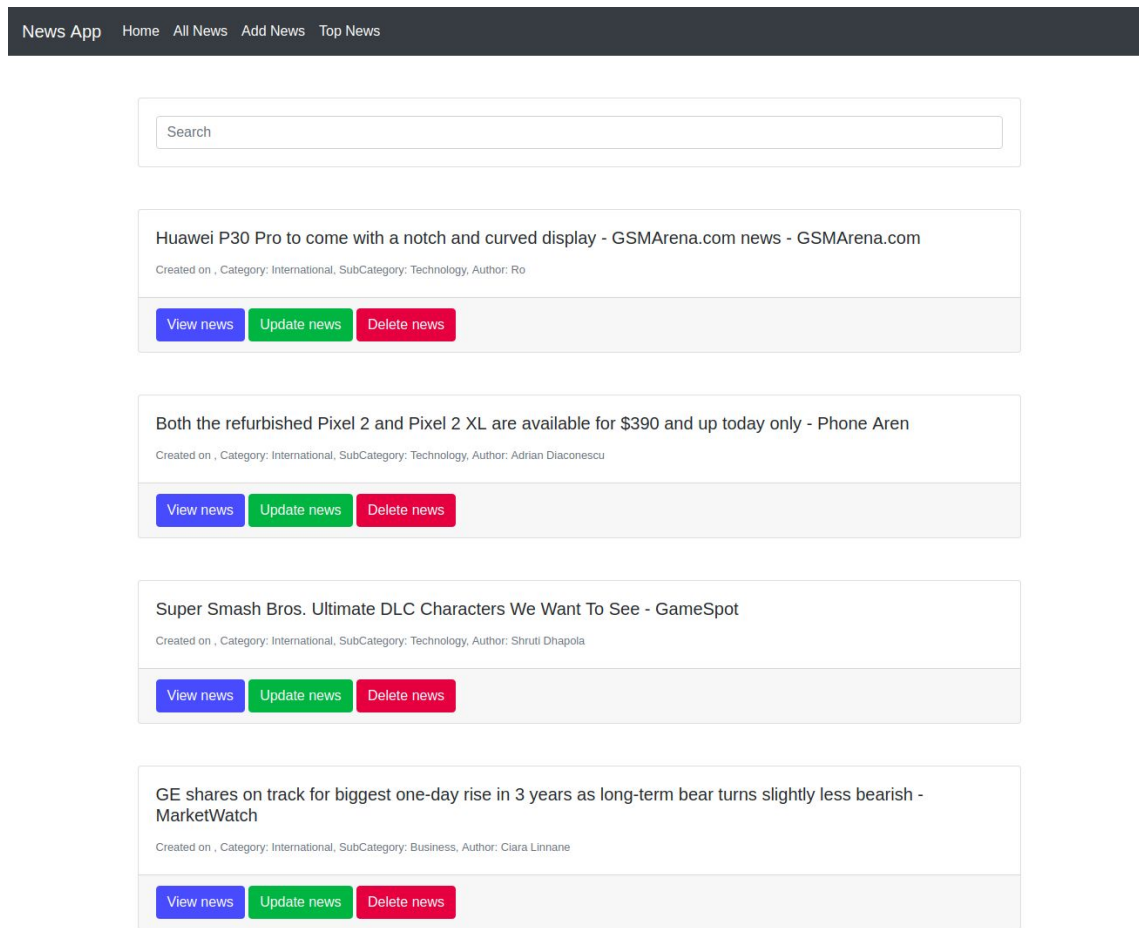 News App Home All News Add News Top News
Search
Huawei P30 Pro to come with a notch and curved display - GSMArena.com news - GSMArena.com
Created on , Category: International, SubCategory: Technology, Author: Ro
View news Update news Delete news
Both the refurbished Pixel 2 and Pixel 2 XL are available for $390 and up today only - Phone Aren
Created on , Category: International, SubCategory: Technology, Author: Adrian Diaconescu
View news Update news Delete news
Super Smash Bros. Ultimate DLC Characters We Want To See - GameSpot
Created on , Category: International, SubCategory: Technology, Author: Shruti Dhapola
View news Update news Delete news
GE shares on track for biggest one-day rise in 3 years as long-term bear turns slightly less bearish -
MarketWatch
Created on , Category: International, SubCategory: Business, Author: Ciara Linnane
View news Update news Delete news